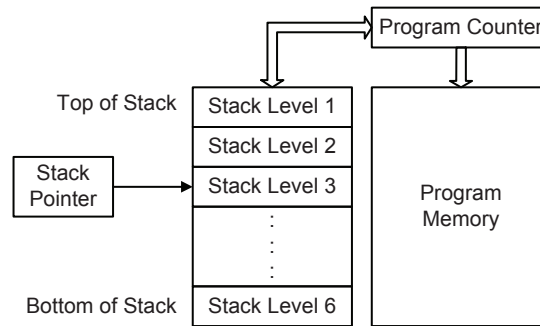 Program Counter
Top of Stack
Stack Level 1
Stack Level 2
Stack
Pointer
Stack Level 3
Program
Memory
Bottom of Stack
Stack Level 6